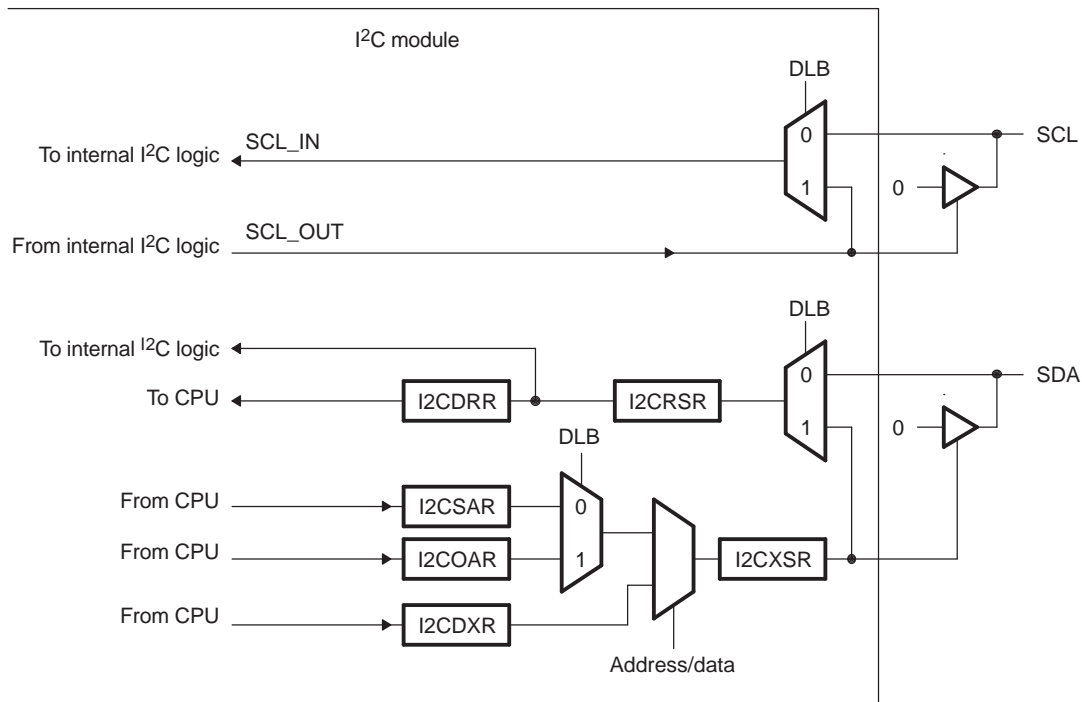 I²C module
DLB
0
SCL
SCL_IN
To internal I²C logic
1
0
SCL_OUT
From internal I²C logic
DLB
To internal I²C logic
0
SDA
To CPU
I2CDRR
I2CRSR
1
0
DLB
From CPU
I2CSAR
0
From CPU
I2COAR
1
I2CXSR
From CPU
I2CDXR
Address/data